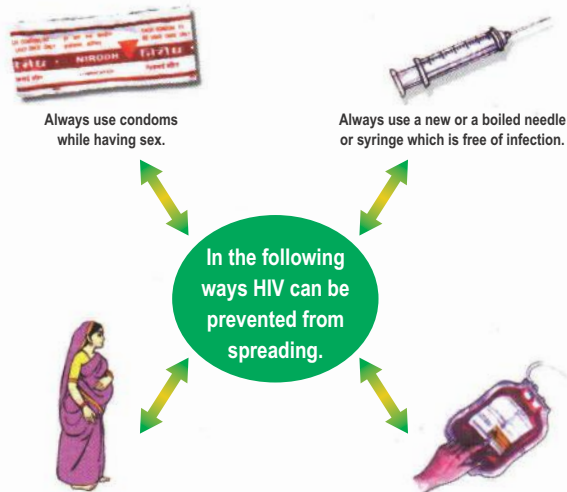 NIRODH
Always use condoms
while having sex.
Always use a new or a boiled needle
or syringe which is free of infection.
In the following
ways HIV can be
prevented from
spreading.